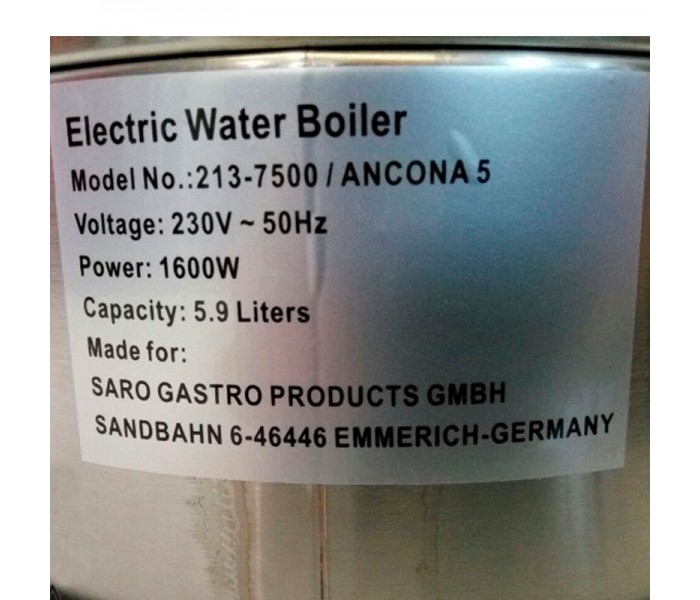 Electric Water Boiler
Model No.:213-7500 / ANCONA 5
Voltage: 230V ~ 50Hz
Power: 1600W
Capacity: 5.9 Liters
Made for:
SARO GASTRO PRODUCTS GMBH
SANDBAHN 6-46446 EMMERICH-GERMANY